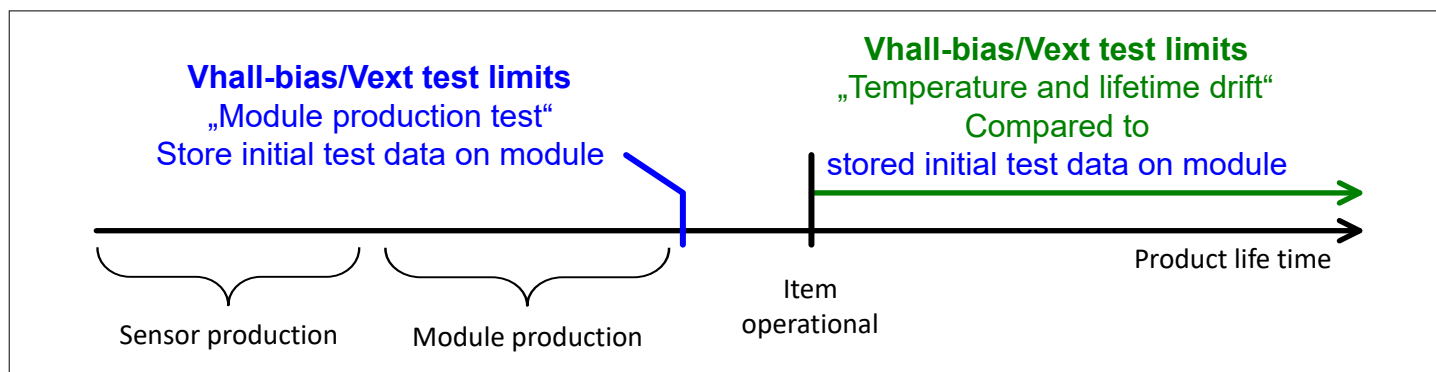 Vhall-bias/Vext test limits
„Module production test“
Store initial test data on module
Vhall-bias/Vext test limits
„Temperature and lifetime drift“
Compared to
stored initial test data on module
Product life time
Sensor production
Module production
Item
operational